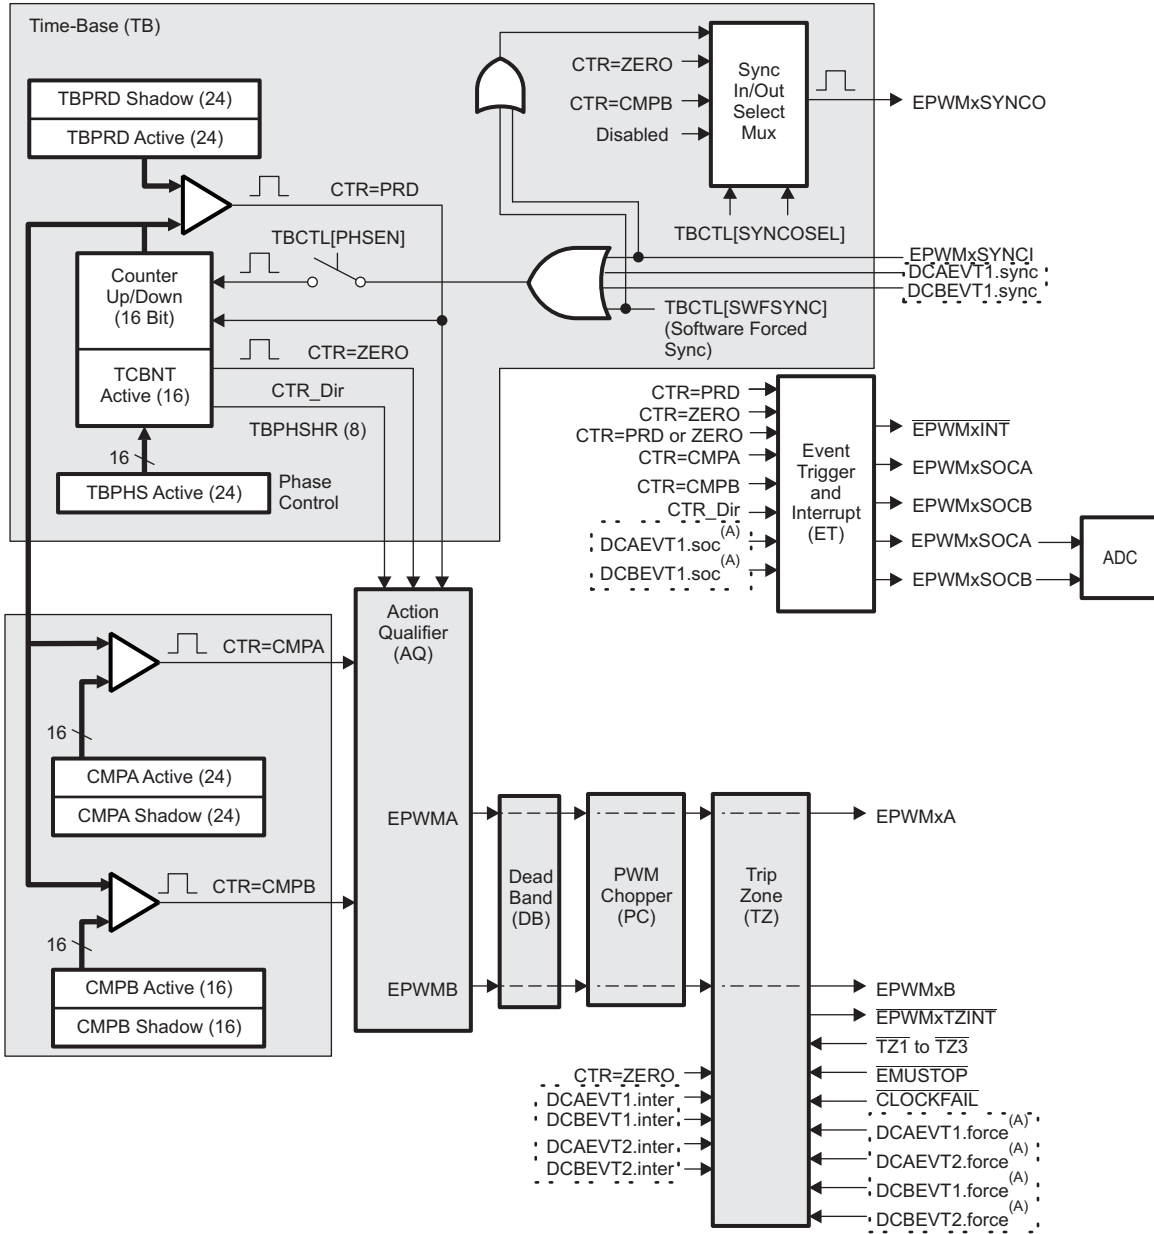 Time-Base (TB)
TBPRD Shadow (24)
TBPRD Active (24)
CTR=PRD
TBCTL[PHSEN]
Counter
Up/Down
(16 Bit)
TCBNT
Active (16)
CTR=ZERO
CTR_Dir
TBPHSHR (8)
16
TBPHS Active (24)
Phase
Control
CTR=ZERO
CTR=CMPB
Disabled
Sync
In/Out
Select
Mux
EPWMxSYNCO
TBCTL[SYNCOSEL]
EPWMxSYNCI
DCAEVT1.sync
DCBEVT1.sync
TBCTL[SWFSYNC]
(Software Forced
Sync)
CTR=PRD
CTR=ZERO
CTR=PRD or ZERO
CTR=CMPA
CTR=CMPB
CTR_Dir
DCAEVT1.soc(A)
DCBEVT1.soc(A)
Event
Trigger
and
Interrupt
(ET)
EPWMxINT
EPWMxSOCA
EPWMxSOCB
EPWMxSOCA
EPWMxSOCB
ADC
Action
Qualifier
(AQ)
CTR=CMPA
16
CMPA Active (24)
CMPA Shadow (24)
CTR=CMPB
16
CMPB Active (16)
CMPB Shadow (16)
EPWMA
EPWMB
Dead
Band
(DB)
PWM
Chopper
(PC)
Trip
Zone
(TZ)
EPWMxA
EPWMxB
EPWMxTZINT
TZ1 to TZ3
EMUSTOP
CLOCKFAIL
DCAEVT1.force(A)
DCAEVT2.force(A)
DCBEVT1.force(A)
DCBEVT2.force(A)
CTR=ZERO
DCAEVT1.inter
DCBEVT1.inter
DCAEVT2.inter
DCBEVT2.inter